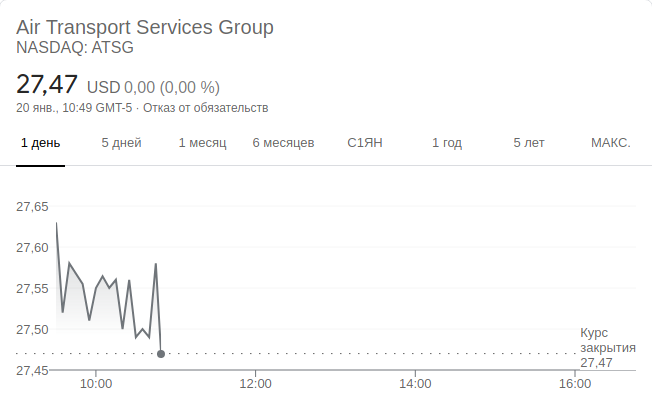 Air Transport Services Group
NASDAQ: ATSG
27,47 USD 0,00 (0,00 %)
20 янв., 10:49 GMT-5 · Отказ от обязательств
1 день 5 дней 1 месяц 6 месяцев С1ЯН 1 год 5 лет МАКС.
27,65
27,60
27,55
27,50
Курс
закрытия
27,47
27,45
10:00 12:00 14:00 16:00